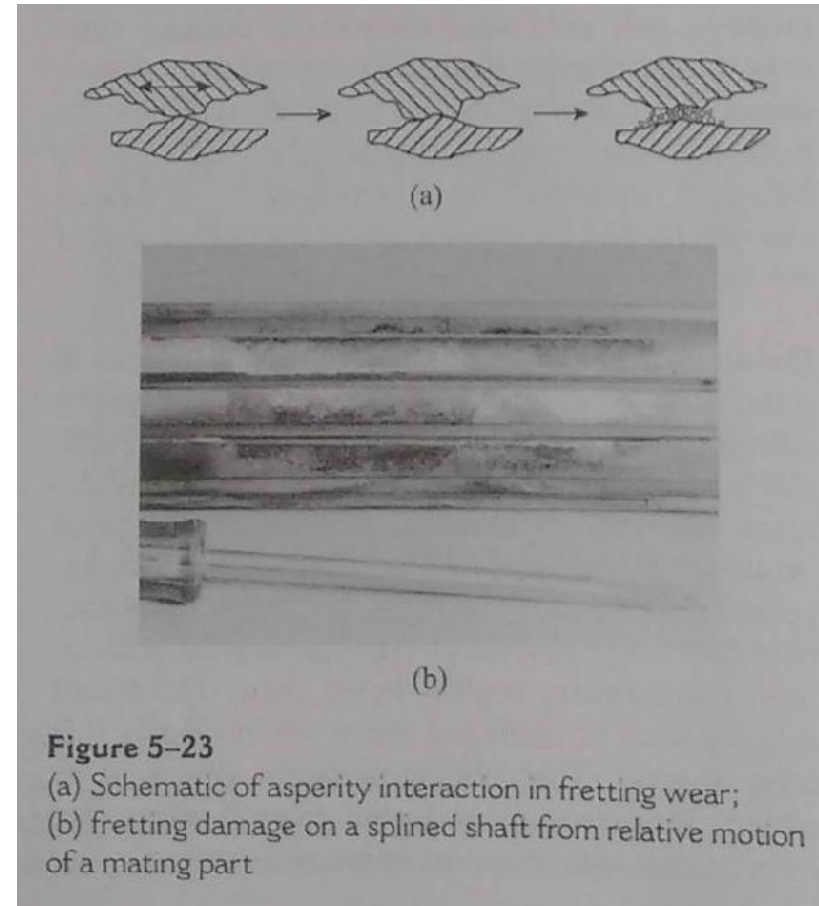 (a)
(b)
Figure 5–23
(a) Schematic of asperity interaction in fretting wear;
(b) fretting damage on a splined shaft from relative motion
of a mating part